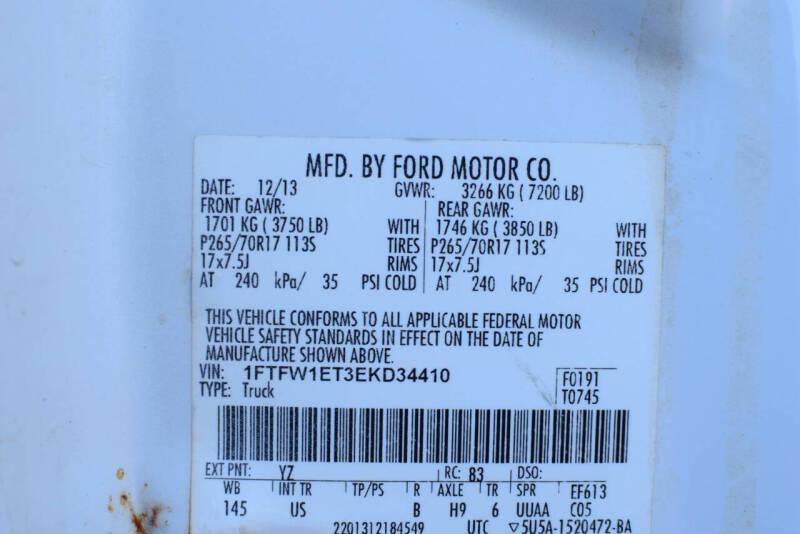 MFD. BY FORD MOTOR CO.
DATE: 12/13 GVWR: 3266 KG ( 7200 LB)
FRONT GAWR: REAR GAWR:
1701 KG ( 3750 LB) WITH 1746 KG ( 3850 LB) WITH
P265/70R17 113S TIRES P265/70R17 113S TIRES
17x7.5J RIMS 17x7.5J RIMS
AT 240 kPa/ 35 PSI COLD AT 240 kPa/ 35 PSI COLD
THIS VEHICLE CONFORMS TO ALL APPLICABLE FEDERAL MOTOR
VEHICLE SAFETY STANDARDS IN EFFECT ON THE DATE OF
MANUFACTURE SHOWN ABOVE.
VIN: 1FTFW1ET3EKD34410 F0191
TYPE: Truck T0745
EXT PNT: YZ RC: 83 DSO:
WB INT TR TP/PS R AXLE TR SPR EF613
145 US B H9 6 UUAA C05
2201312184549 UTC ▽5U5A-1520472-BA